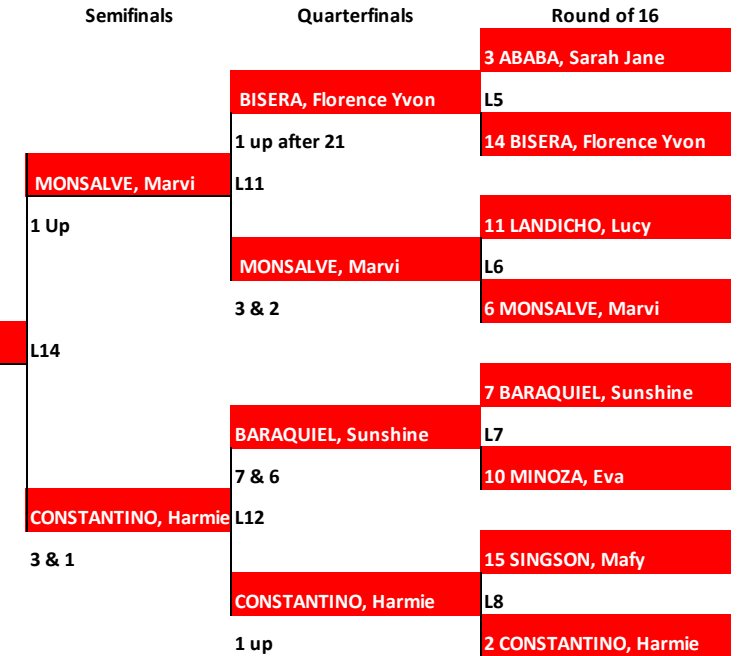 Semifinals Quarterfinals Round of 16
3 ABABA, Sarah Jane
BISERA, Florence Yvon L5
1 up after 21 14 BISERA, Florence Yvon
MONSALVE, Marvi L11
1 Up 11 LANDICHO, Lucy
MONSALVE, Marvi L6
3 & 2 6 MONSALVE, Marvi
L14
7 BARAQUIEL, Sunshine
BARAQUIEL, Sunshine L7
7 & 6 10 MINOZA, Eva
CONSTANTINO, Harmie L12
3 & 1 15 SINGSON, Mafy
CONSTANTINO, Harmie L8
1 up 2 CONSTANTINO, Harmie